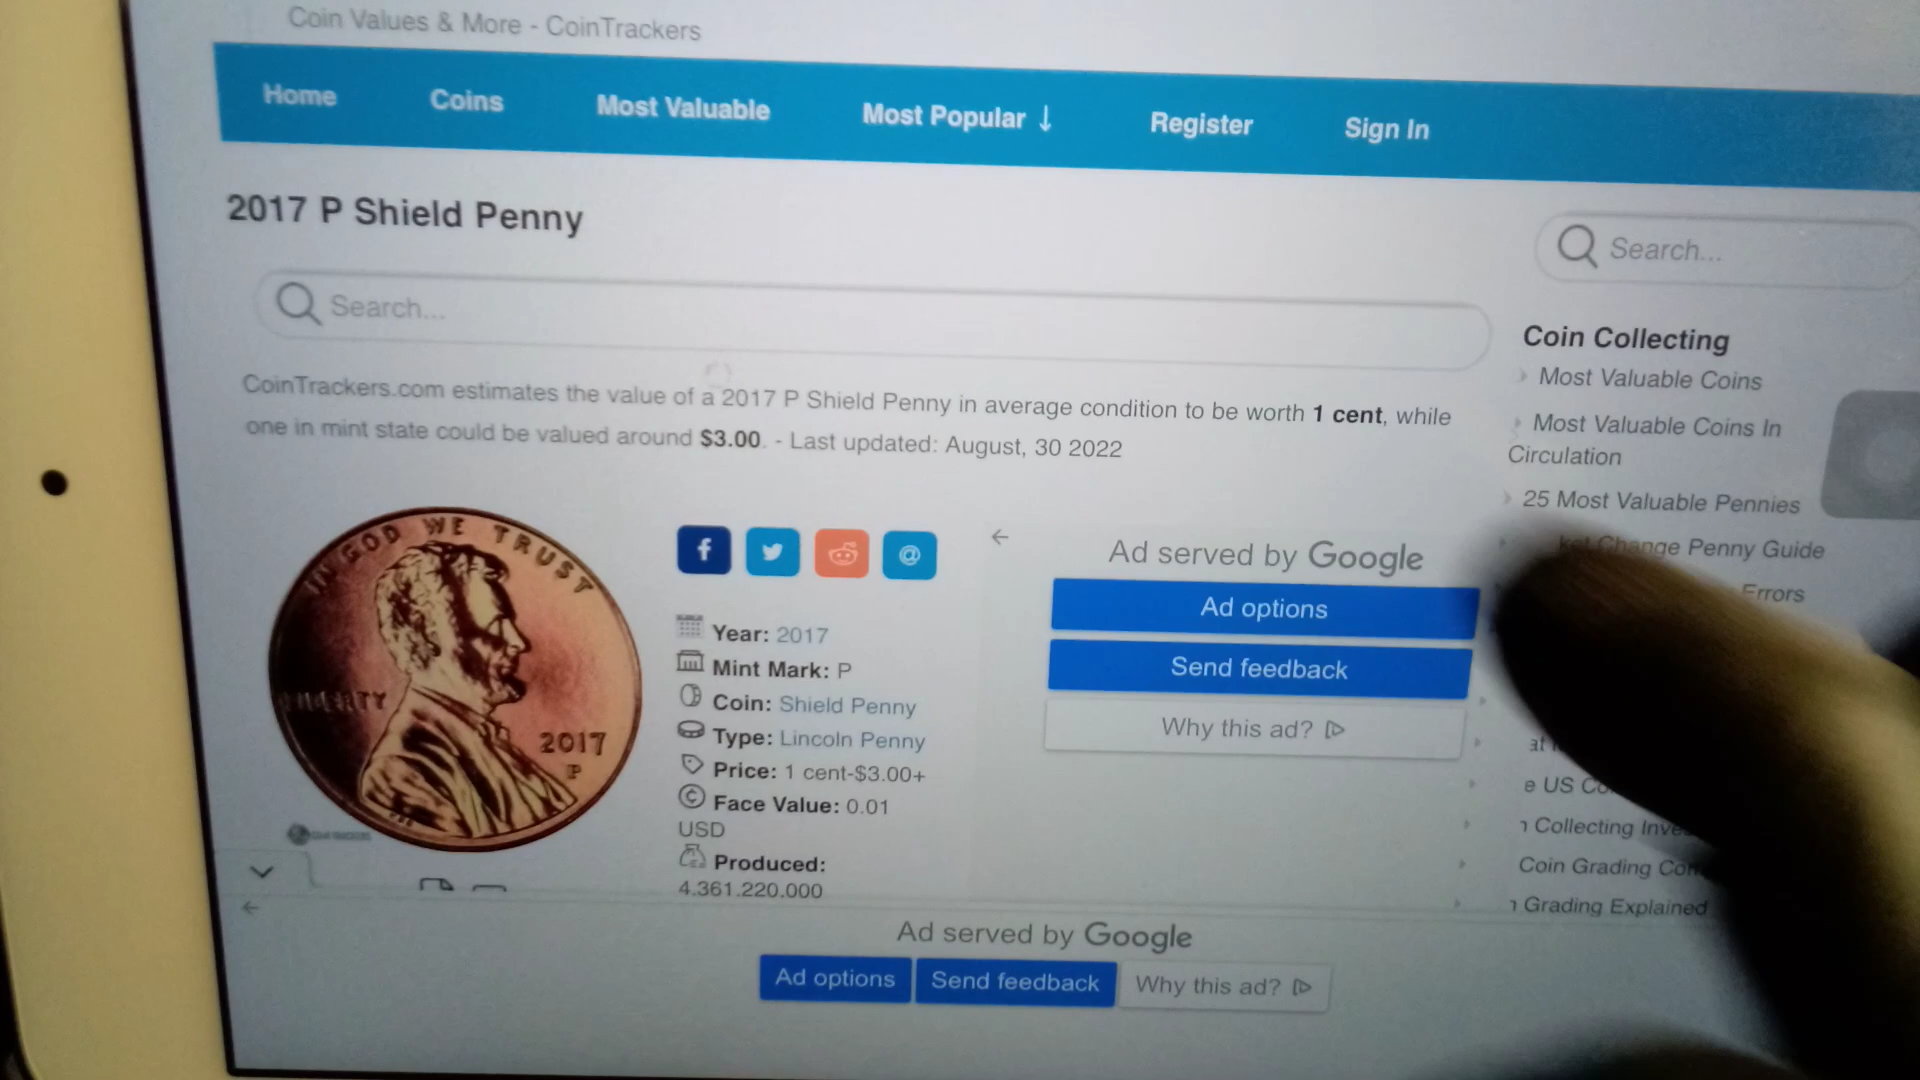 Coin Values & More - CoinTrackers
Home Coins Most Valuable Most Popular ↓ Register Sign In
2017 P Shield Penny
Search...
Search...
CoinTrackers.com estimates the value of a 2017 P Shield Penny in average condition to be worth 1 cent, while
one in mint state could be valued around $3.00. - Last updated: August, 30 2022
IN GOD WE TRUST
LIBERTY
2017
P
Year: 2017
Mint Mark: P
Coin: Shield Penny
Type: Lincoln Penny
Price: 1 cent-$3.00+
Face Value: 0.01
USD
Produced:
4.361.220.000
Ad served by Google
Ad options
Send feedback
Why this ad?
Coin Collecting
Most Valuable Coins
Most Valuable Coins In
Circulation
25 Most Valuable Pennies
Change Penny Guide
Errors
e US
Collecting
Coin Grading
Grading Explained
Ad served by Google
Ad options Send feedback Why this ad?